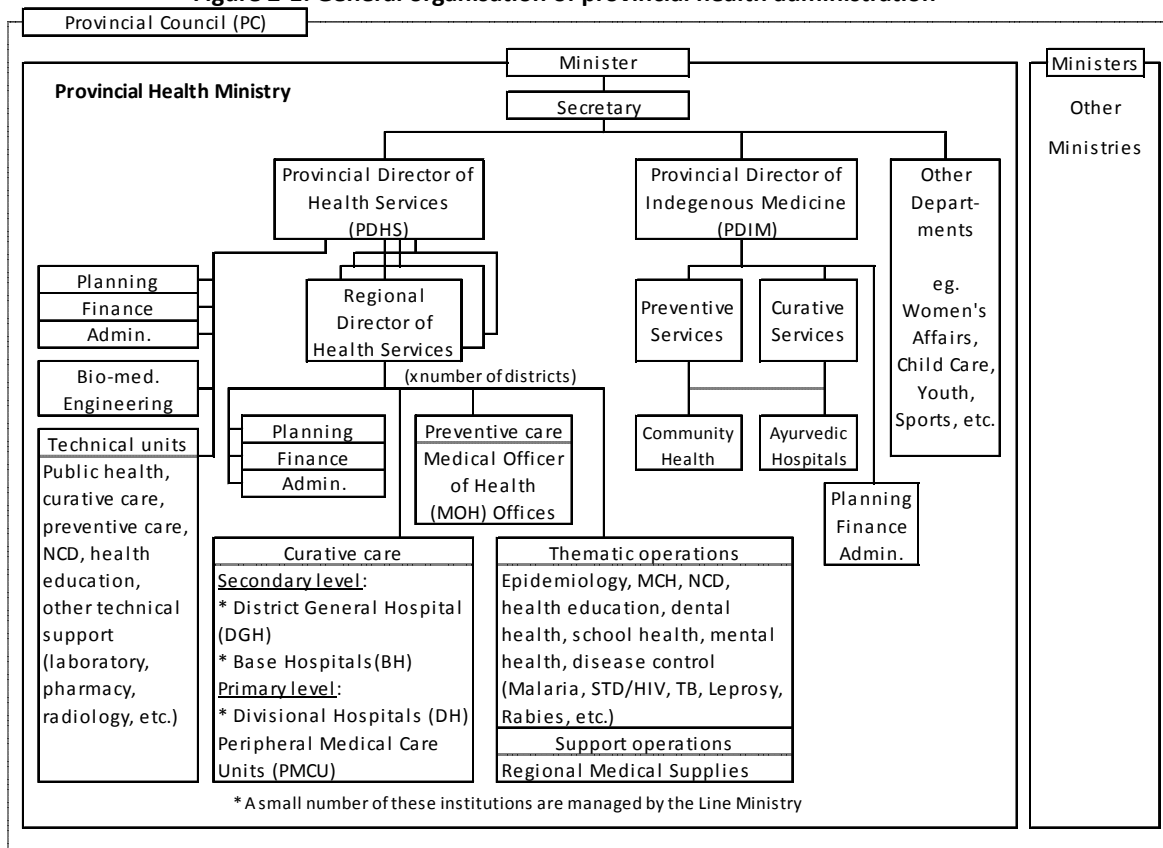 Figure 2-1: General organisation of provincial health administration
Provincial Council (PC)
Minister
Ministers
Provincial Health Ministry
Secretary
Other
Ministries
Provincial Director of
Health Services
(PDHS)
Provincial Director of
Indegenous Medicine
(PDIM)
Other
Depart-
ments
eg.
Women's
Affairs,
Child Care,
Youth,
Sports, etc.
Planning
Finance
Admin.
Bio-med.
Engineering
Technical units
Public health,
curative care,
preventive care,
NCD, health
education,
other technical
support
(laboratory,
pharmacy,
radiology, etc.)
Regional
Director of
Health Services
(x number of districts)
Planning
Finance
Admin.
Preventive care
Medical Officer
of Health
(MOH) Offices
Curative care
Secondary level:
* District General Hospital
(DGH)
* Base Hospitals (BH)
Primary level:
* Divisional Hospitals (DH)
Peripheral Medical Care
Units (PMCU)
Thematic operations
Epidemiology, MCH, NCD,
health education, dental
health, school health, mental
health, disease control
(Malaria, STD/HIV, TB, Leprosy,
Rabies, etc.)
Support operations
Regional Medical Supplies
Preventive
Services
Curative
Services
Community
Health
Ayurvedic
Hospitals
Planning
Finance
Admin.
* A small number of these institutions are managed by the Line Ministry